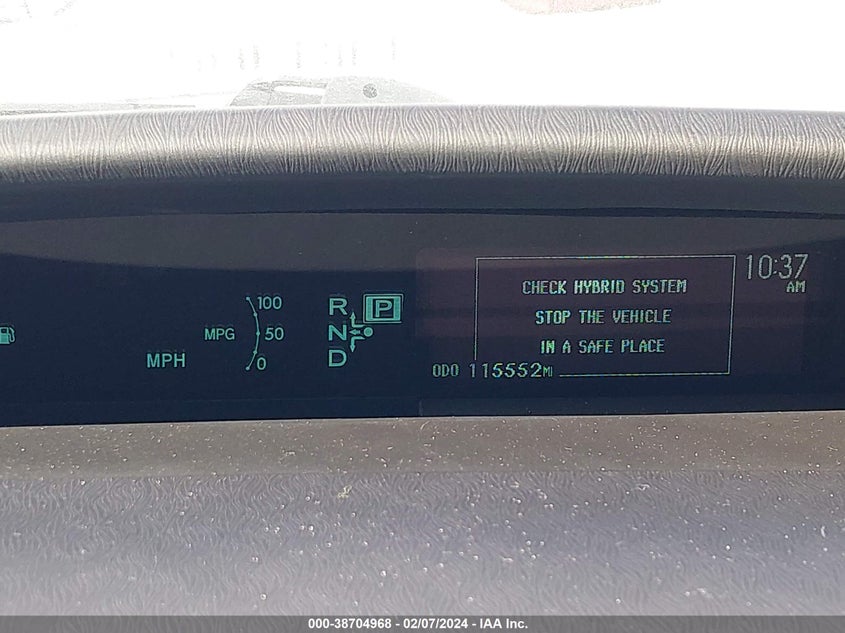 100
MPG
50
0
MPH
R
P
N
D
CHECK HYBRID SYSTEM
STOP THE VEHICLE
IN A SAFE PLACE
10:37
AM
ODO 115552MI
000-38704968 - 02/07/2024 - IAA Inc.